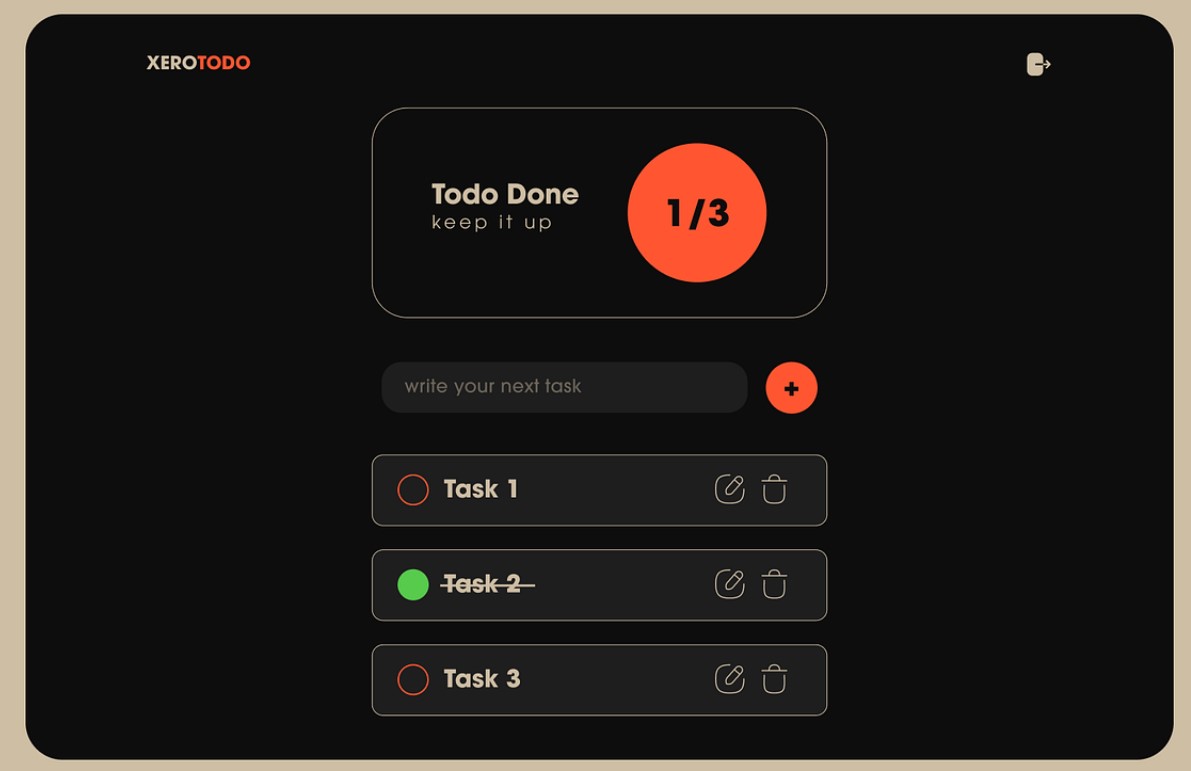 XEROTODO
Todo Done
keep it up
1/3
write your next task
+
Task 1
Task 2
Task 3